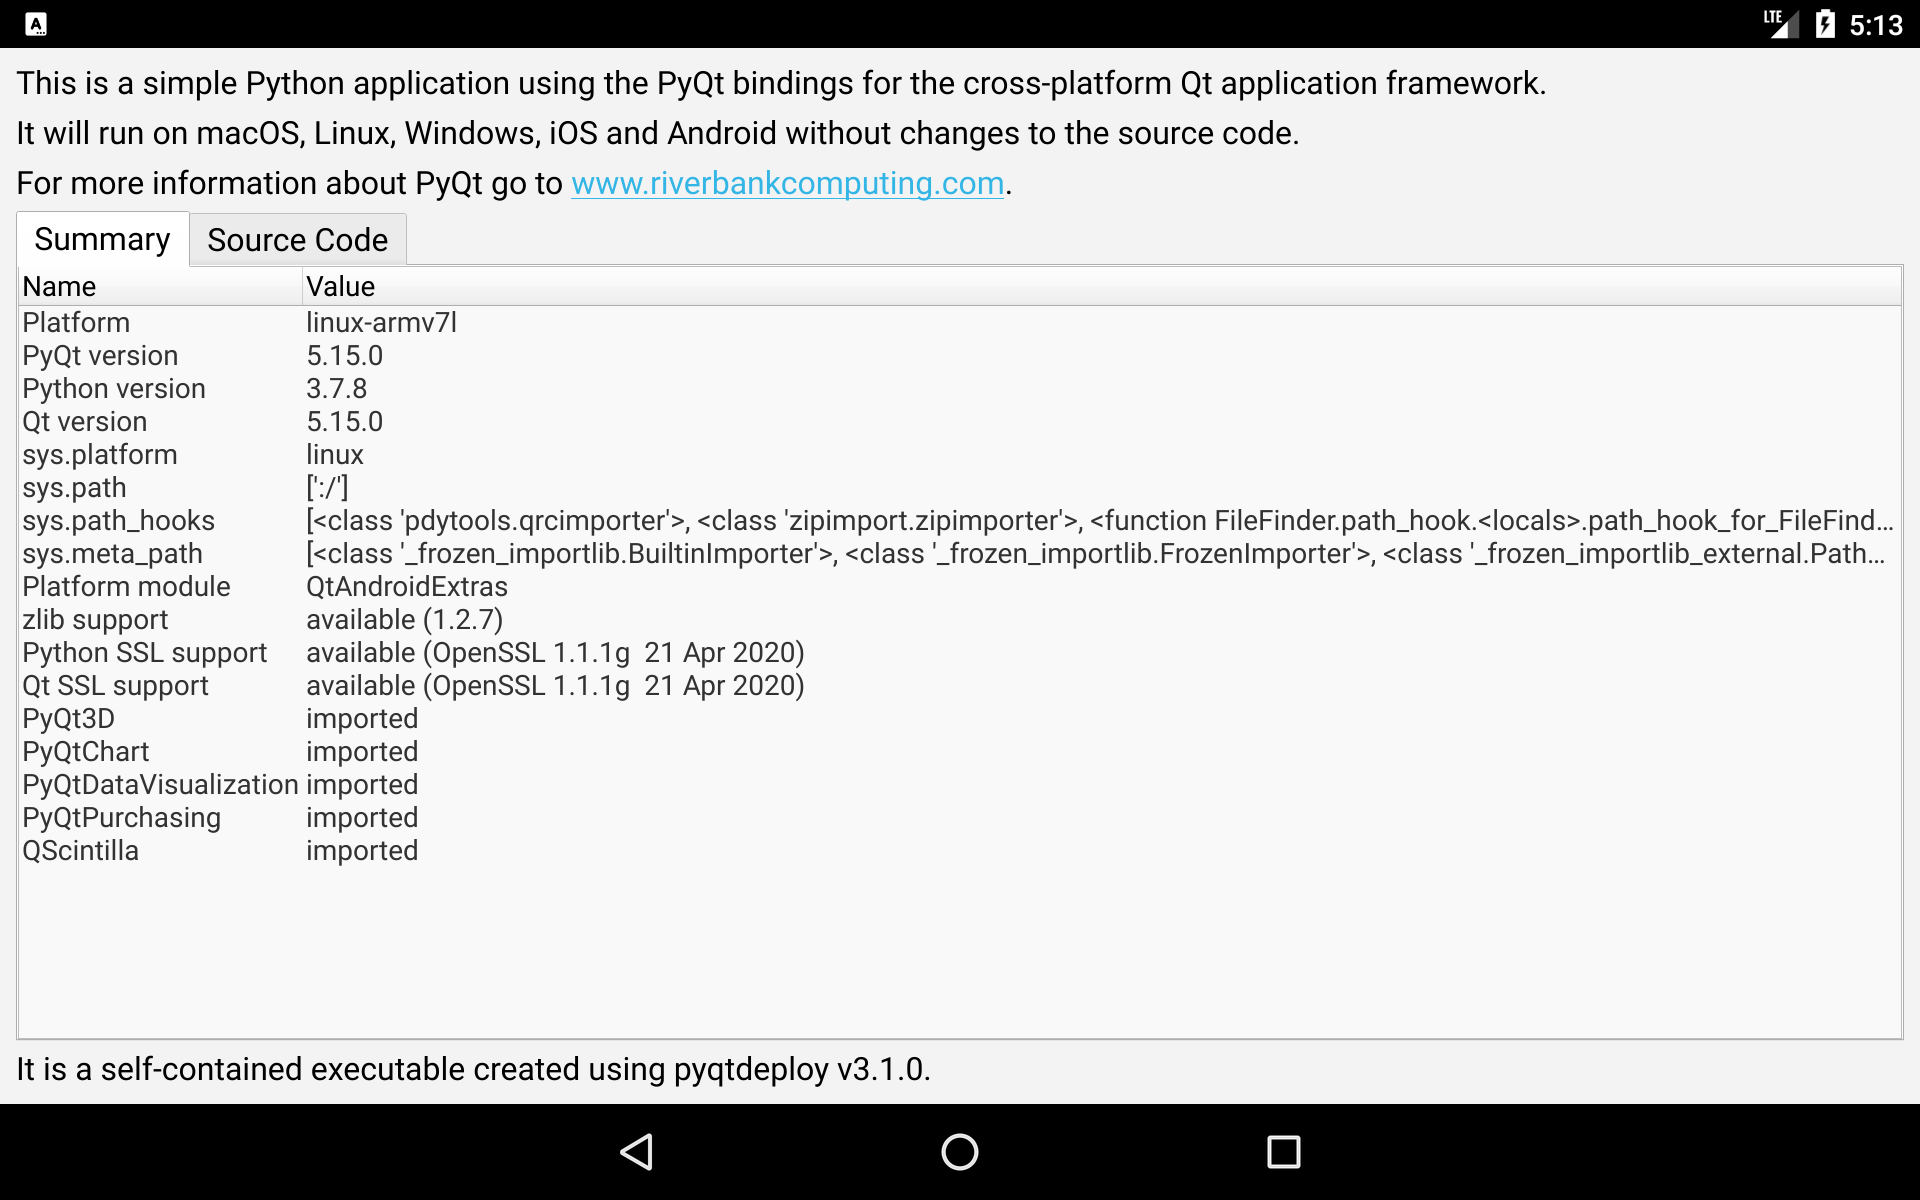 A
LTE
5:13
This is a simple Python application using the PyQt bindings for the cross-platform Qt application framework.
It will run on macOS, Linux, Windows, iOS and Android without changes to the source code.
For more information about PyQt go to www.riverbankcomputing.com.
Summary Source Code
Name Value
Platform linux-armv7l
PyQt version 5.15.0
Python version 3.7.8
Qt version 5.15.0
sys.platform linux
sys.path [':/']
sys.path_hooks [<class 'pdytools.qrcimporter'>, <class 'zipimport.zipimporter'>, <function FileFinder.path_hook.<locals>.path_hook_for_FileFind...
sys.meta_path [<class '_frozen_importlib.BuiltinImporter'>, <class '_frozen_importlib.FrozenImporter'>, <class '_frozen_importlib_external.Path...
Platform module QtAndroidExtras
zlib support available (1.2.7)
Python SSL support available (OpenSSL 1.1.1g  21 Apr 2020)
Qt SSL support available (OpenSSL 1.1.1g  21 Apr 2020)
PyQt3D imported
PyQtChart imported
PyQtDataVisualization imported
PyQtPurchasing imported
QScintilla imported
It is a self-contained executable created using pyqtdeploy v3.1.0.